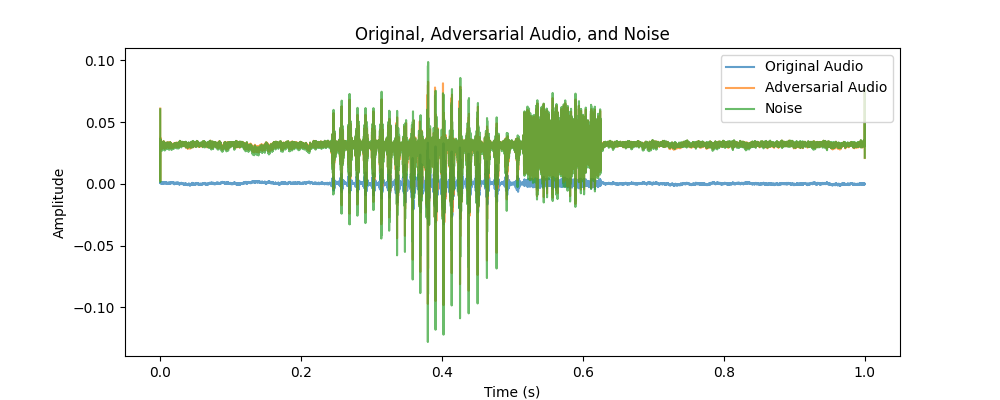 Original, Adversarial Audio, and Noise
Original Audio
Adversarial Audio
Noise
Amplitude
0.10
0.05
0.00
−0.05
−0.10
0.0
0.2
0.4
0.6
0.8
1.0
Time (s)